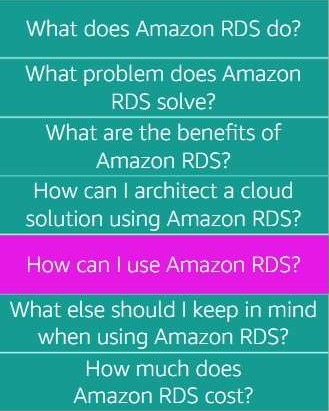 What does Amazon RDS do?
What problem does Amazon
RDS solve?
What are the benefits of
Amazon RDS?
How can I architect a cloud
solution using Amazon RDS?
How can I use Amazon RDS?
What else should I keep in mind
when using Amazon RDS?
How much does
Amazon RDS cost?